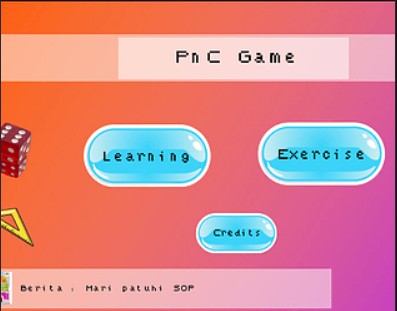 PnC Game
Learning
Exercise
Credits
Berita : Mari patuhi SOP